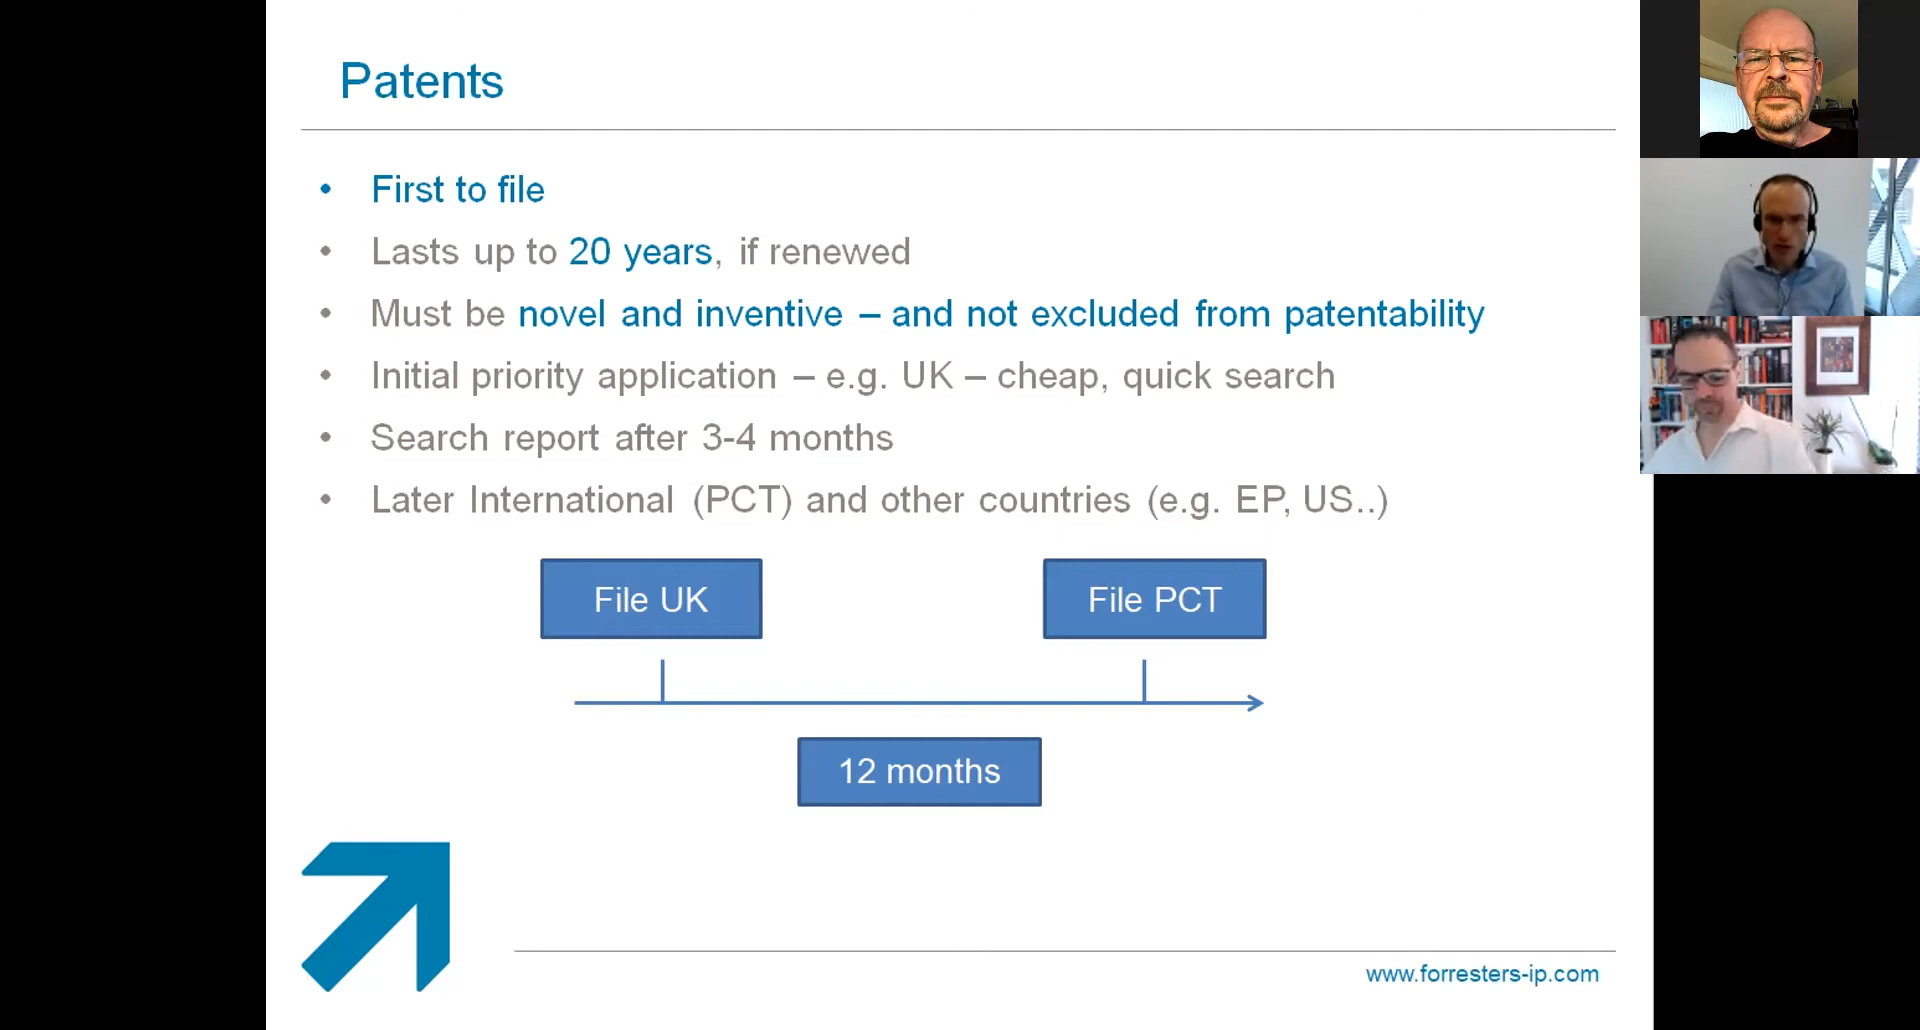 Patents
• First to file
• Lasts up to 20 years, if renewed
• Must be novel and inventive – and not excluded from patentability
• Initial priority application – e.g. UK – cheap, quick search
• Search report after 3-4 months
• Later International (PCT) and other countries (e.g. EP, US..)
File UK
File PCT
12 months
www.forresters-ip.com